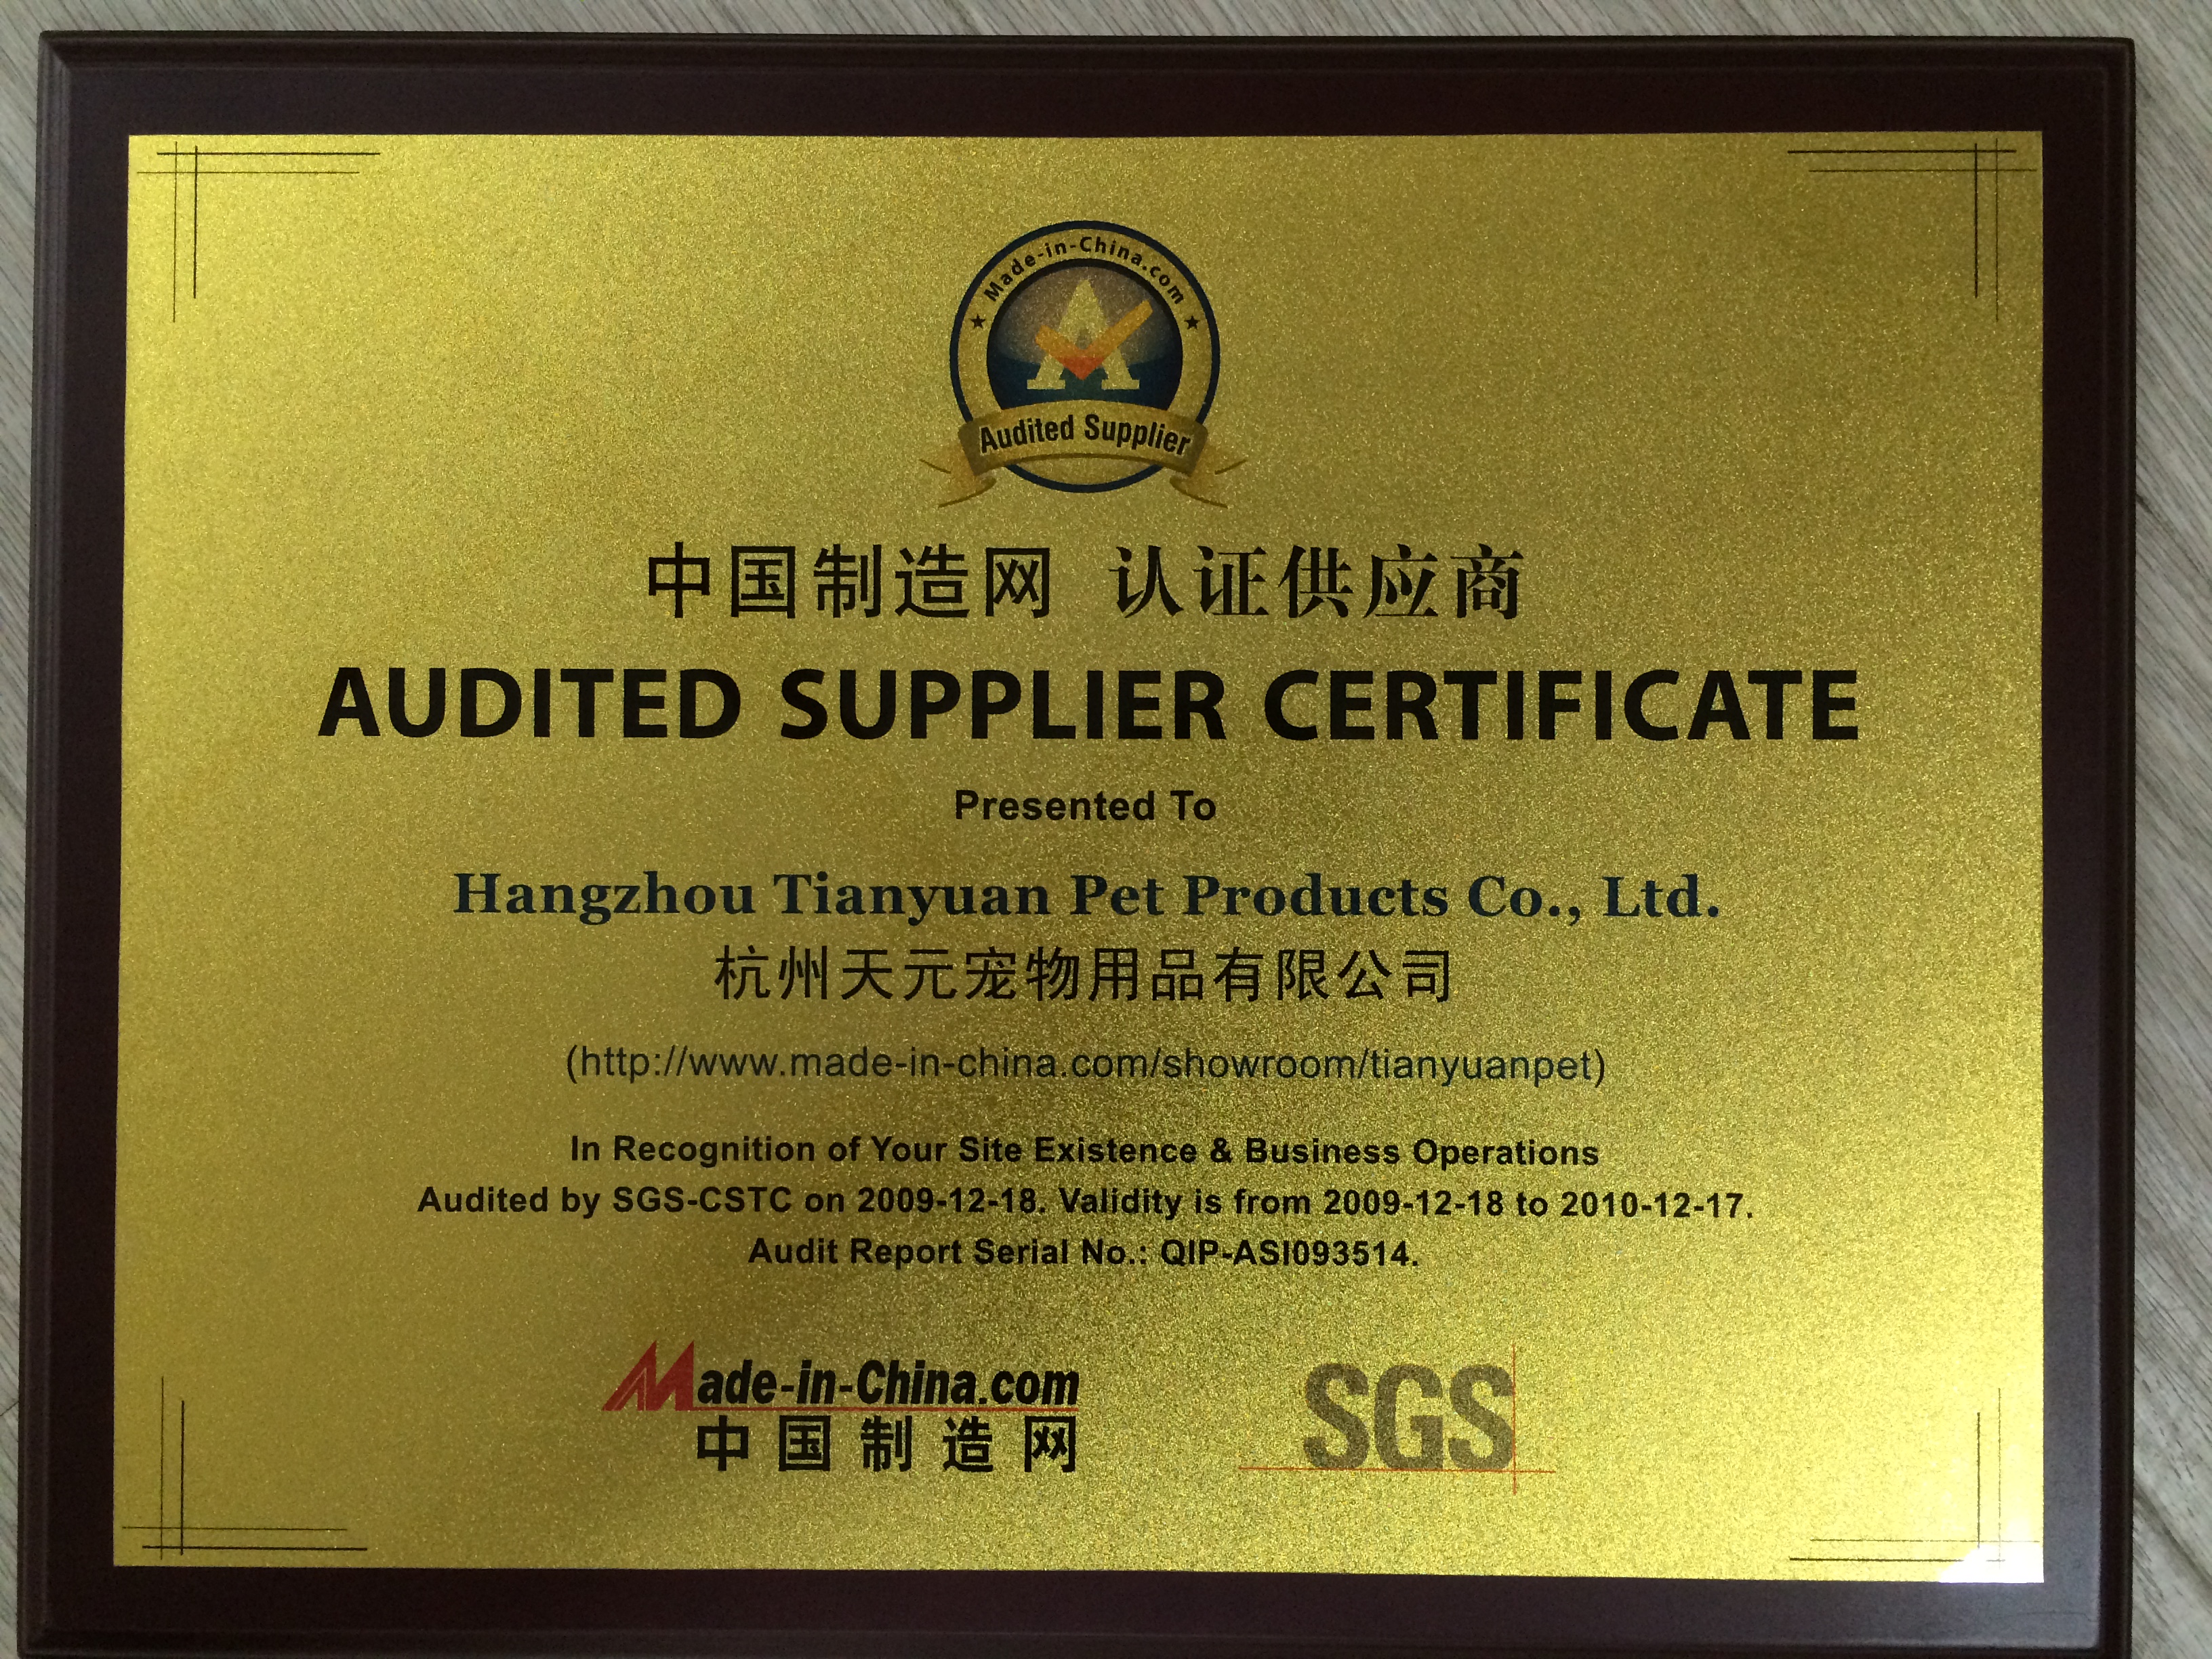 Made-in-China.com
Audited Supplier
中国制造网 认证供应商
AUDITED SUPPLIER CERTIFICATE
Presented To
Hangzhou Tianyuan Pet Products Co., Ltd.
杭州天元宠物用品有限公司
(http://www.made-in-china.com/showroom/tianyuanpet)
In Recognition of Your Site Existence & Business Operations
Audited by SGS-CSTC on 2009-12-18. Validity is from 2009-12-18 to 2010-12-17.
Audit Report Serial No.: QIP-ASI093514.
Made-in-China.com
中国制造网
SGS